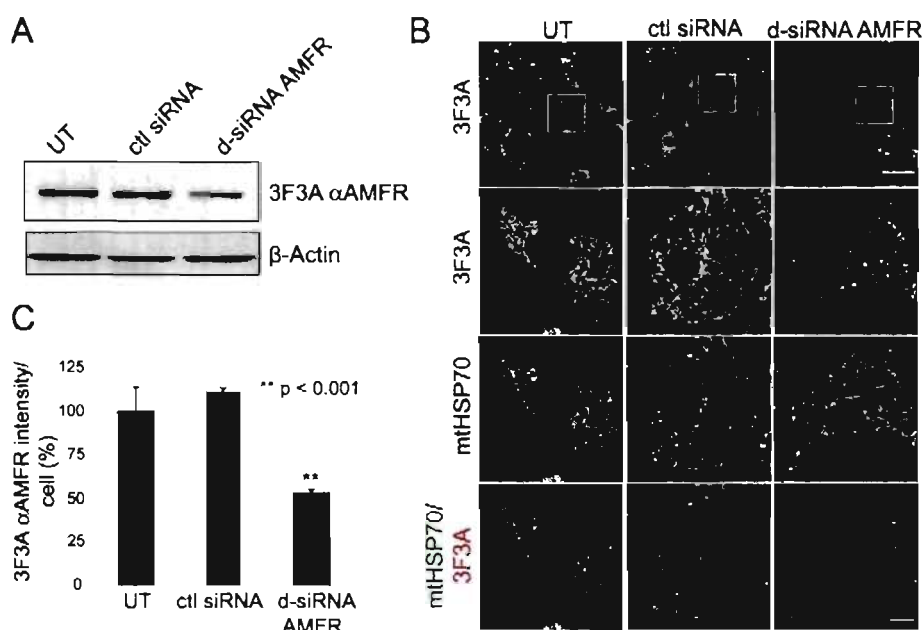 A
UT
ctl siRNA
d-siRNA AMFR
3F3A αAMFR
β-Actin
B
UT
ctl siRNA
d-siRNA AMFR
3F3A
3F3A
mtHSP70
mtHSP70/
3F3A
C
3F3A αAMFR intensity/
cell (%)
125
100
75
50
25
0
** p < 0.001
**
UT
ctl siRNA
d-siRNA
AMFR